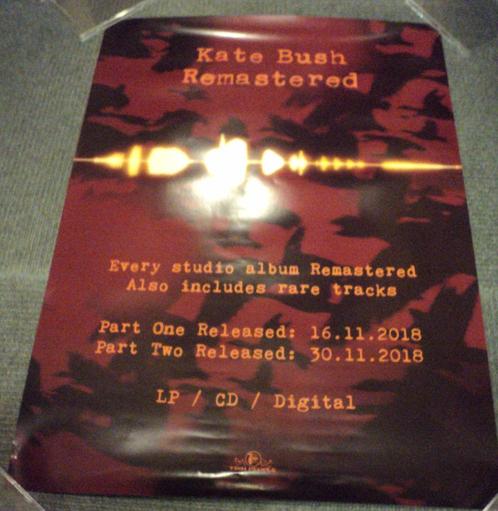 Kate Bush
Remastered
Every studio album Remastered
Also includes rare tracks
Part One Released: 16.11.2018
Part Two Released: 30.11.2018
LP / CD / Digital